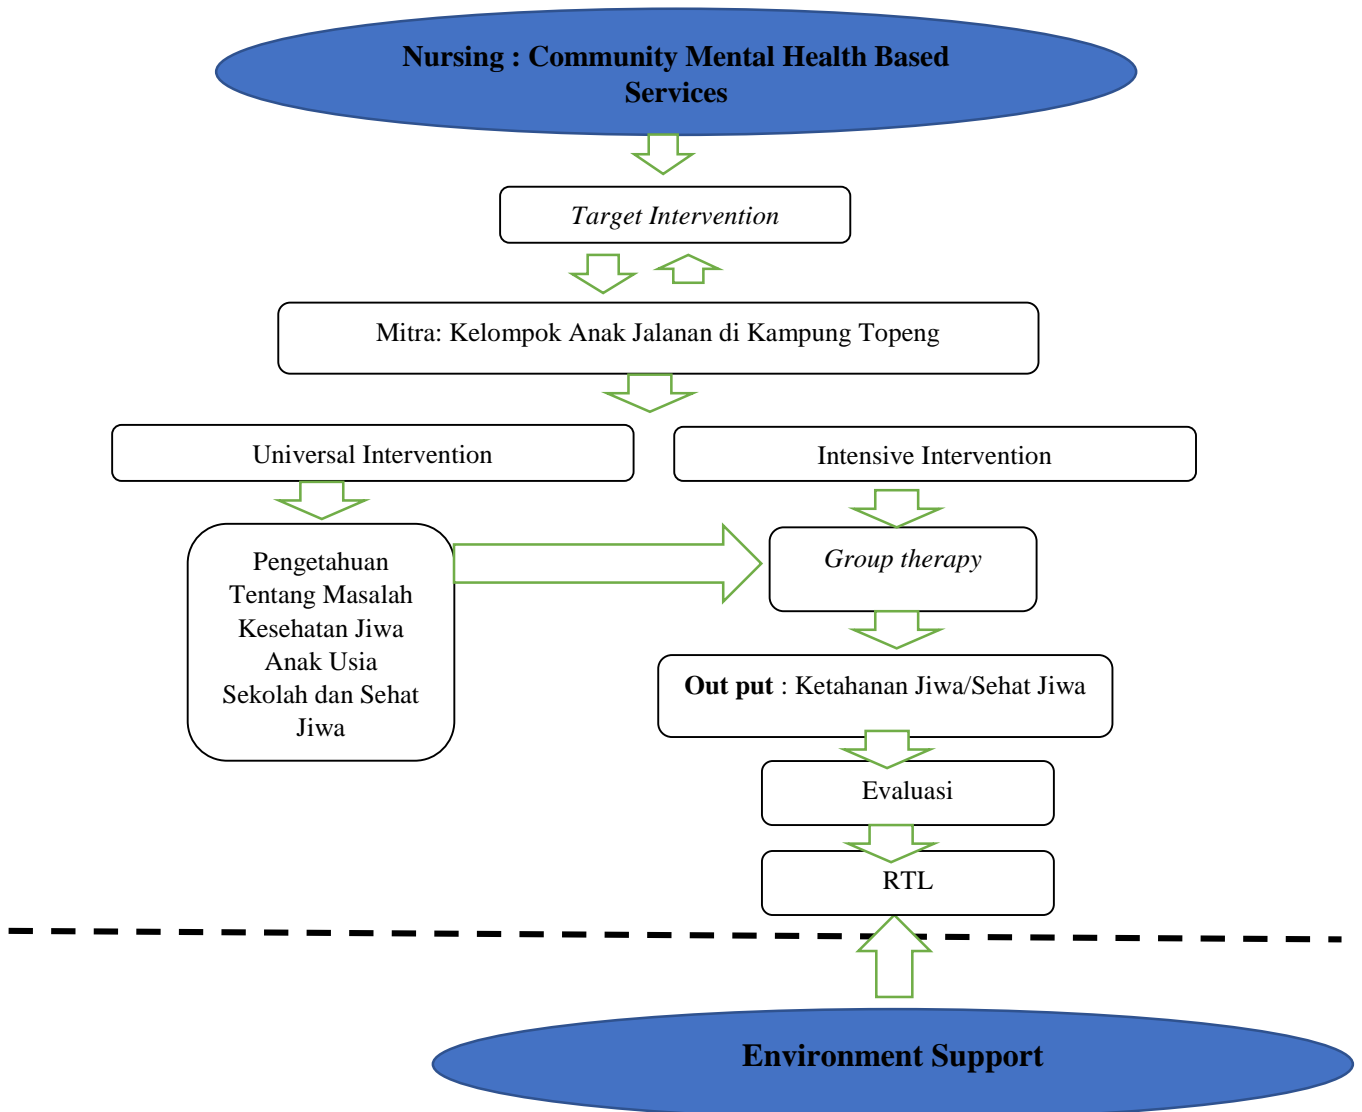 Nursing : Community Mental Health Based
Services
Target Intervention
Mitra: Kelompok Anak Jalanan di Kampung Topeng
Universal Intervention
Intensive Intervention
Pengetahuan
Tentang Masalah
Kesehatan Jiwa
Anak Usia
Sekolah dan Sehat
Jiwa
Group therapy
Out put : Ketahanan Jiwa/Sehat Jiwa
Evaluasi
RTL
Environment Support